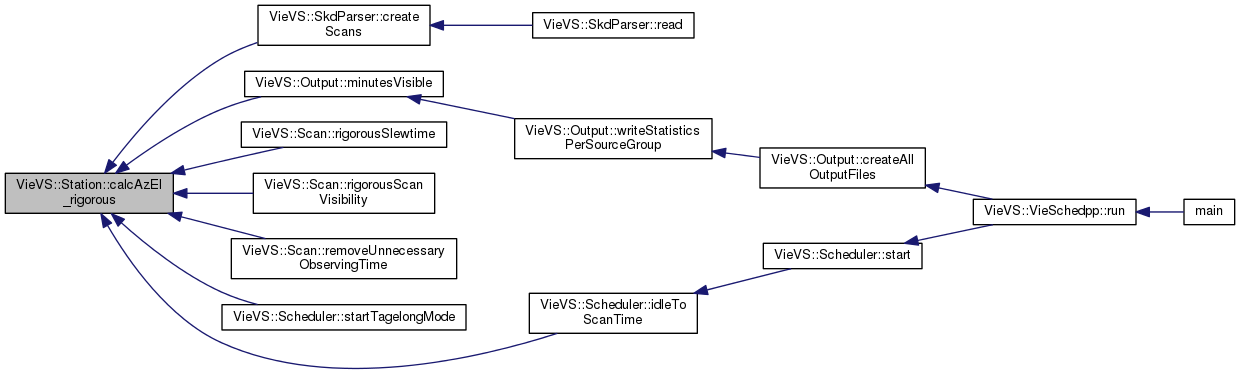 VieVS::SkdParser::create
Scans
VieVS::SkdParser::read
VieVS::Output::minutesVisible
VieVS::Scan::rigorousSlewtime
VieVS::Output::writeStatistics
PerSourceGroup
VieVS::Output::createAll
OutputFiles
VieVS::Station::calcAzEl
_rigorous
VieVS::Scan::rigorousScan
Visibility
VieVS::VieSchedpp::run
main
VieVS::Scan::removeUnnecessary
ObservingTime
VieVS::Scheduler::start
VieVS::Scheduler::startTagelongMode
VieVS::Scheduler::idleTo
ScanTime